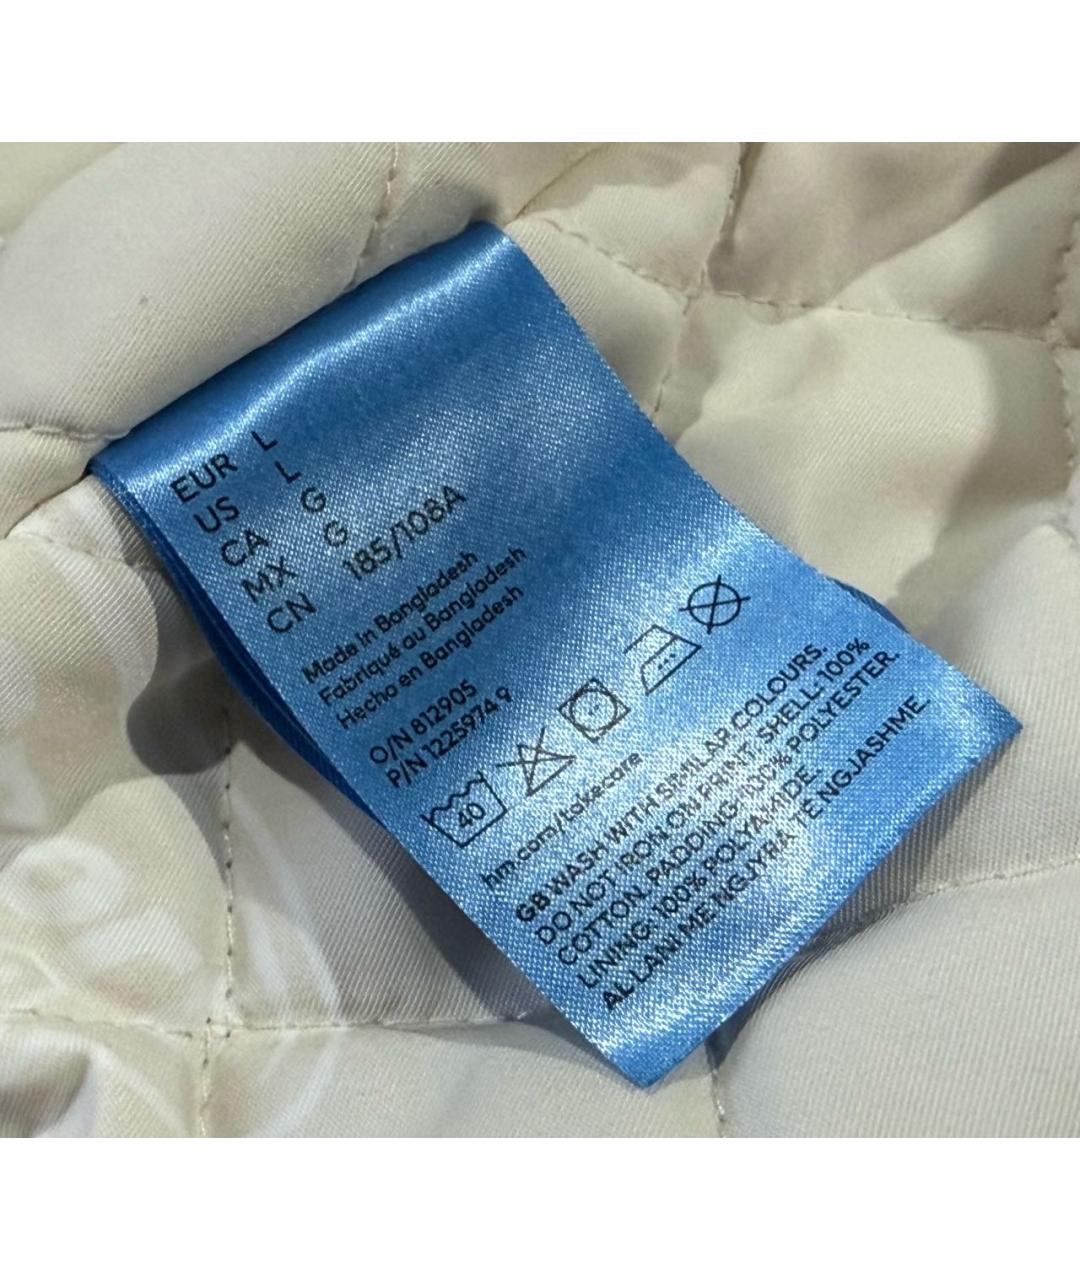 EUR L
US L
CA G
MX G
CN 185/108A
Made in Bangladesh
Fabriqué au Bangladesh
Hecho en Bangladesh
O/N 812905
P/N 1225974 9
40
hm.com/takecare
GB WASH WITH SIMILAR COLOURS.
DO NOT IRON ON PRINT. SHELL: 100%
COTTON. PADDING: 100% POLYESTER.
LINING: 100% POLYAMIDE.
AL LANI ME NGJYRA TË NGJASHME.